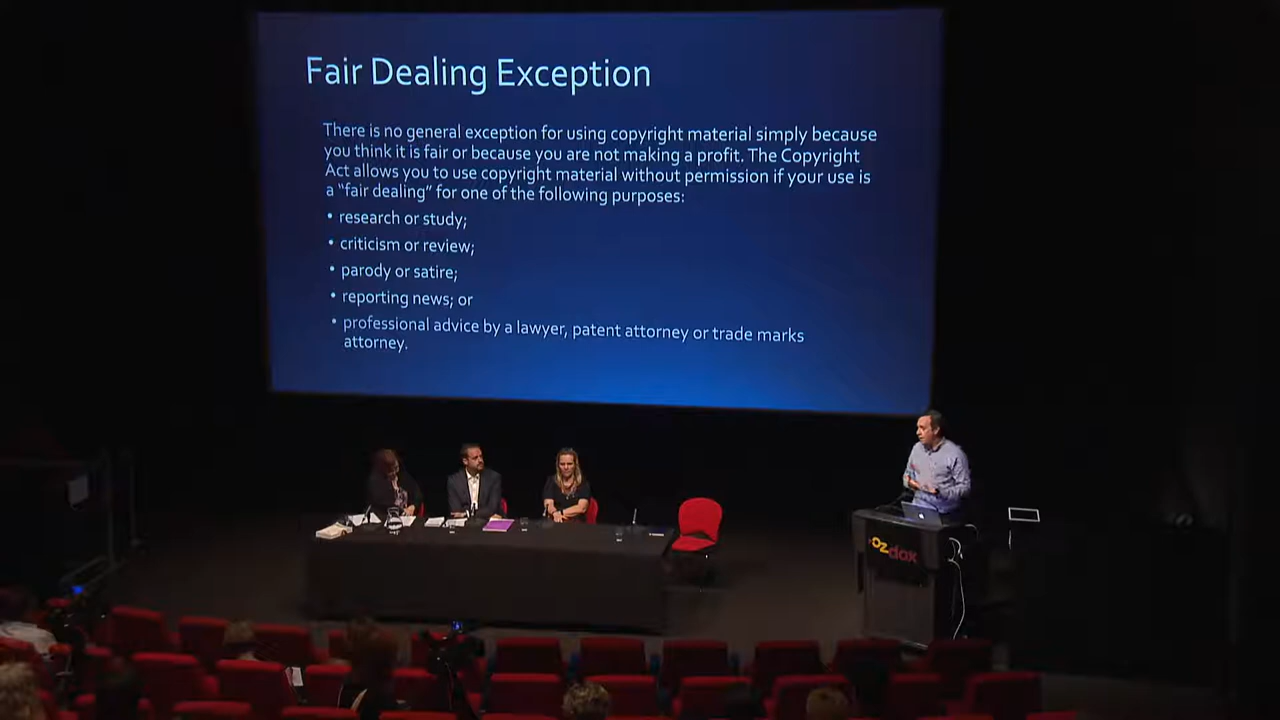 Fair Dealing Exception
There is no general exception for using copyright material simply because
you think it is fair or because you are not making a profit. The Copyright
Act allows you to use copyright material without permission if your use is
a “fair dealing” for one of the following purposes:
• research or study;
• criticism or review;
• parody or satire;
• reporting news; or
• professional advice by a lawyer, patent attorney or trade marks
attorney.
OZdox